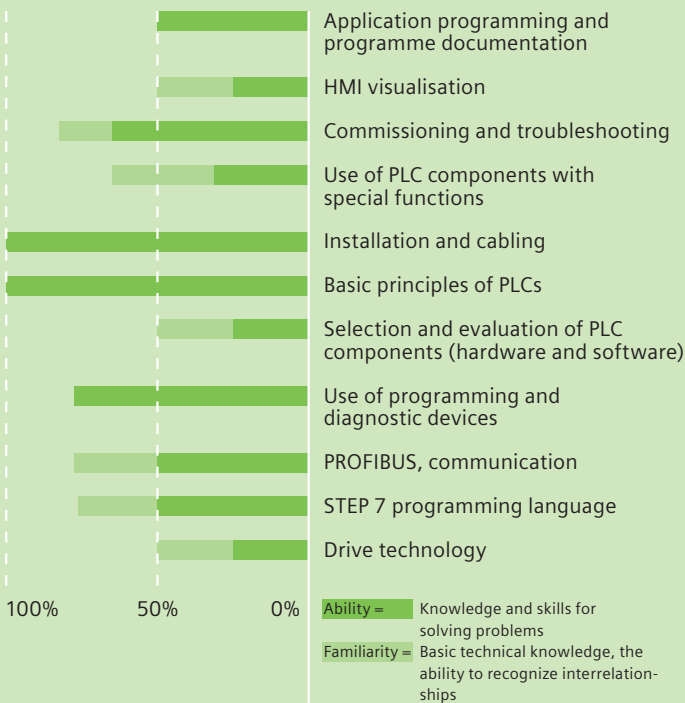 Application programming and
programme documentation
HMI visualisation
Commissioning and troubleshooting
Use of PLC components with
special functions
Installation and cabling
Basic principles of PLCs
Selection and evaluation of PLC
components (hardware and software)
Use of programming and
diagnostic devices
PROFIBUS, communication
STEP 7 programming language
Drive technology
100% 50% 0%
Ability = Knowledge and skills for
solving problems
Familiarity = Basic technical knowledge, the
ability to recognize interrelation-
ships